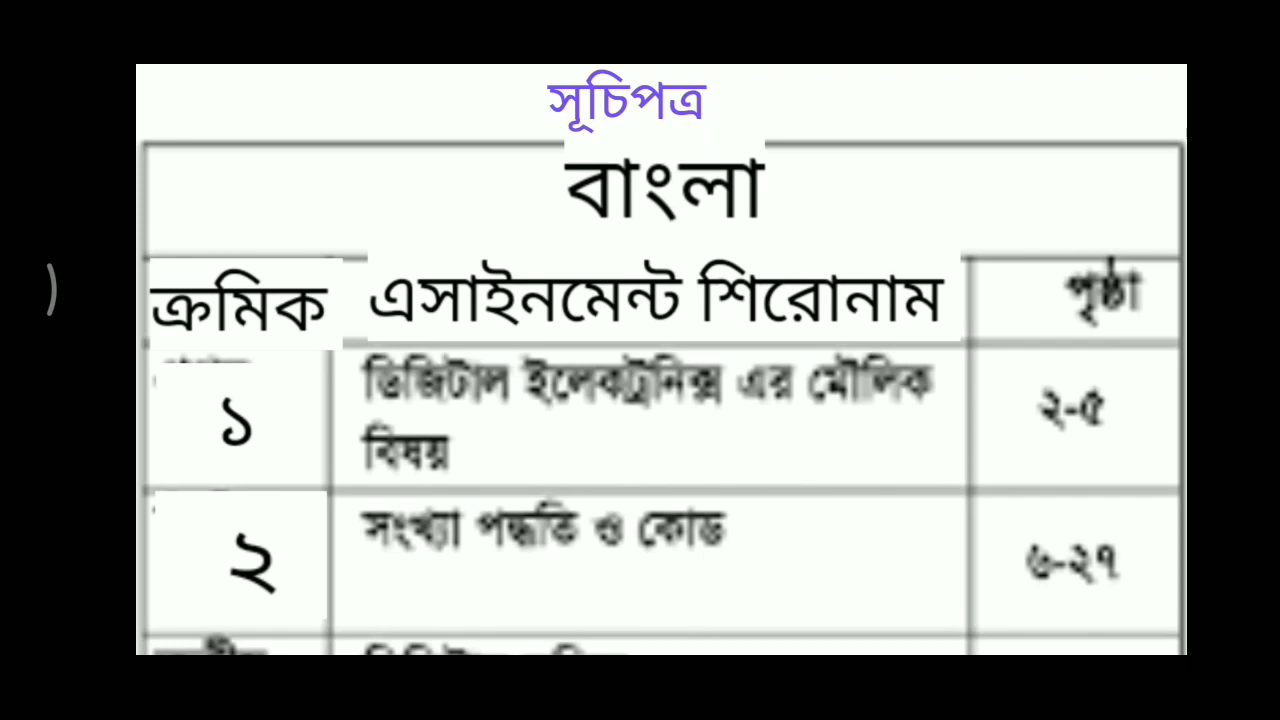 সূচিপত্র
বাংলা
ক্রমিক এসাইনমেন্ট শিরোনাম পৃষ্ঠা
১ ডিজিটাল ইলেকট্রনিক্স এর মৌলিক ২-৫
বিষয়
২ সংখ্যা পদ্ধতি ও কোড ৬-২৭